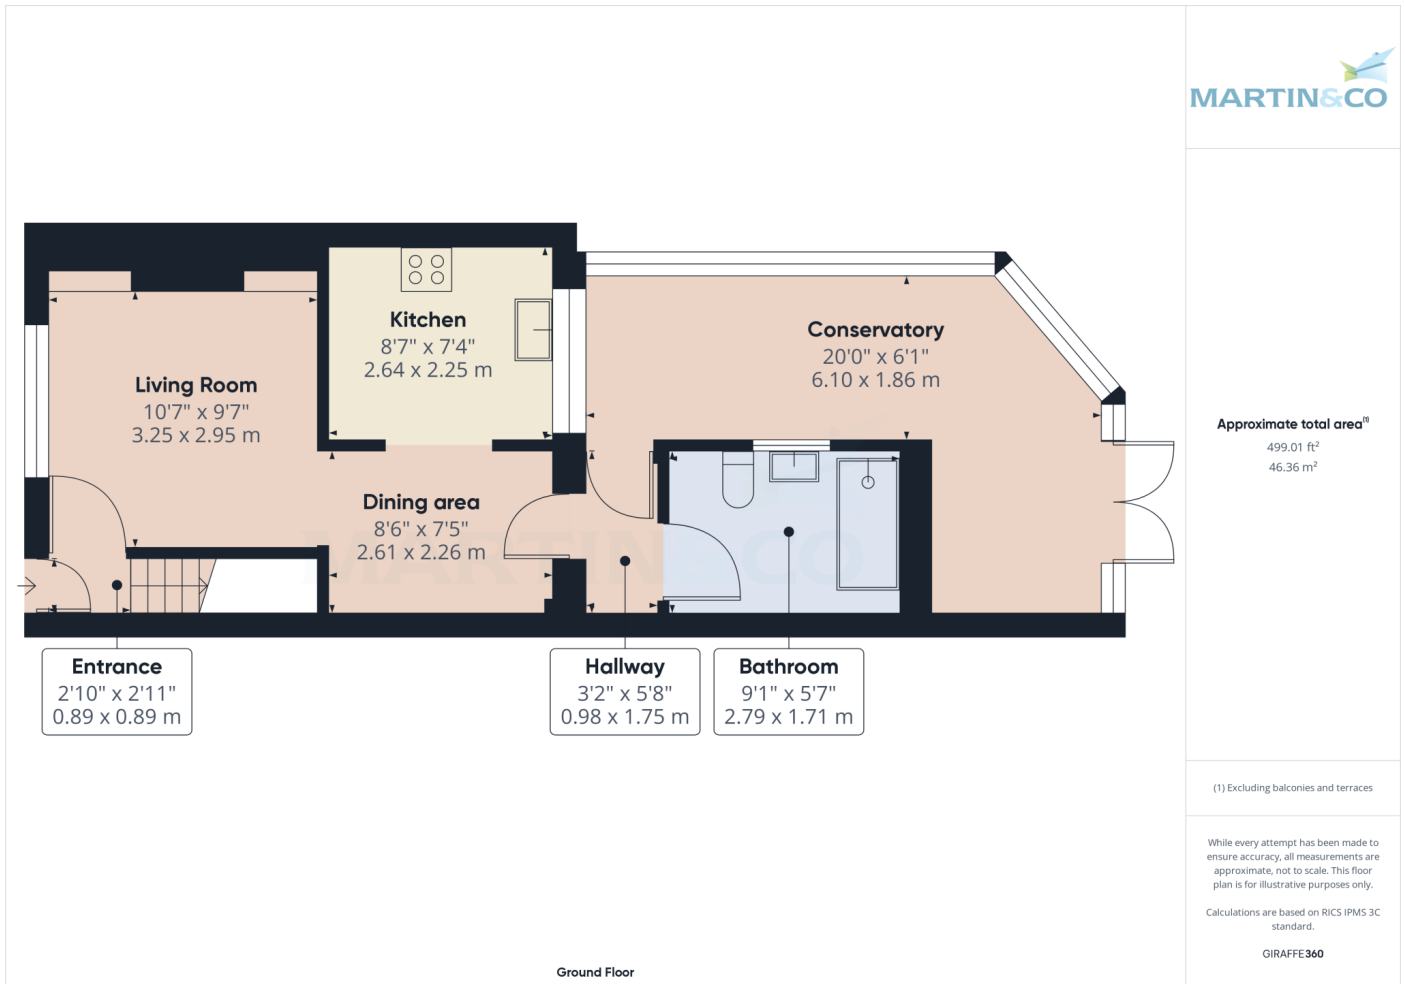 MARTIN&CO
Kitchen
8'7" x 7'4"
2.64 x 2.25 m
Conservatory
20'0" x 6'1"
6.10 x 1.86 m
Living Room
10'7" x 9'7"
3.25 x 2.95 m
Dining area
8'6" x 7'5"
2.61 x 2.26 m
MARTIN&CO
Entrance
2'10" x 2'11"
0.89 x 0.89 m
Hallway
3'2" x 5'8"
0.98 x 1.75 m
Bathroom
9'1" x 5'7"
2.79 x 1.71 m
Approximate total area(1)
499.01 ft²
46.36 m²
(1) Excluding balconies and terraces
While every attempt has been made to
ensure accuracy, all measurements are
approximate, not to scale. This floor
plan is for illustrative purposes only.
Calculations are based on RICS IPMS 3C
standard.
GIRAFFE360
Ground Floor